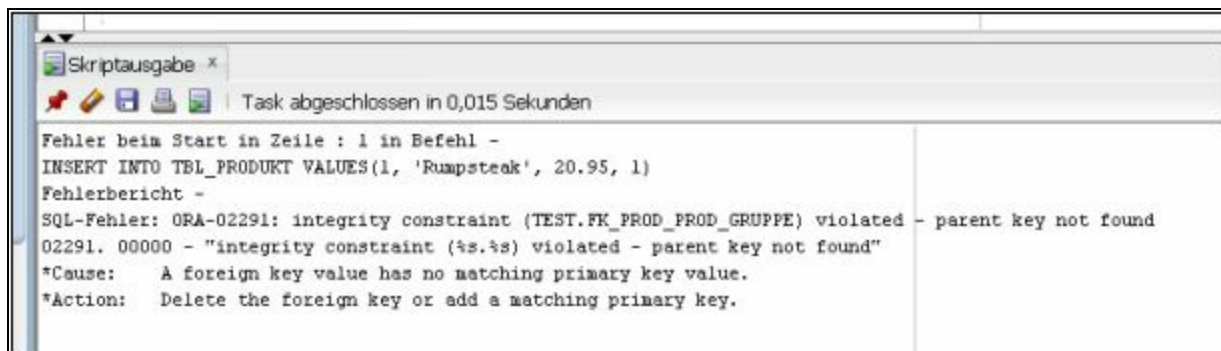 Skriptausgabe ×
Task abgeschlossen in 0,015 Sekunden
Fehler beim Start in Zeile : 1 in Befehl -
INSERT INTO TBL_PRODUKT VALUES(1, 'Rumpsteak', 20.95, 1)
Fehlerbericht -
SQL-Fehler: ORA-02291: integrity constraint (TEST.FK_PROD_PROD_GRUPPE) violated - parent key not found
02291. 00000 - "integrity constraint (%s.%s) violated - parent key not found"
*Cause:    A foreign key value has no matching primary key value.
*Action:   Delete the foreign key or add a matching primary key.